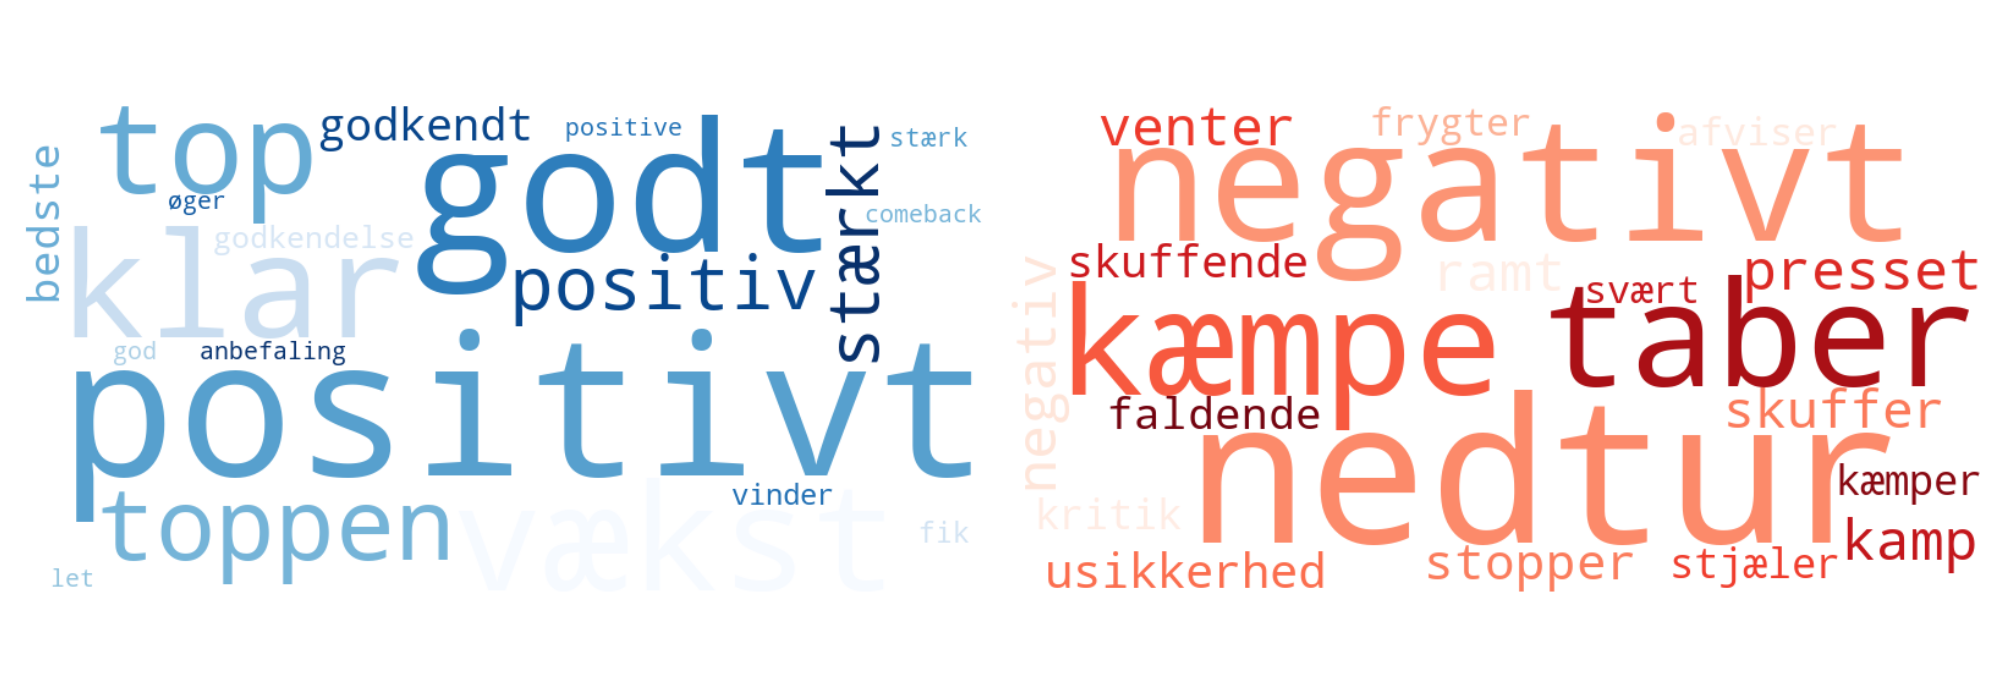 top
godkendt
positive
godt
stærkt
stærk
bedste
øger
comeback
klar
godkendelse
positiv
god
anbefaling
positivt
toppen
vækst
vinder
fik
let
venter
frygter
afviser
negativt
skuffende
ramt
presset
svært
negativ
kæmpe
taber
faldende
skuffer
nedtur
kæmper
kritik
kamp
usikkerhed
stopper
stjæler